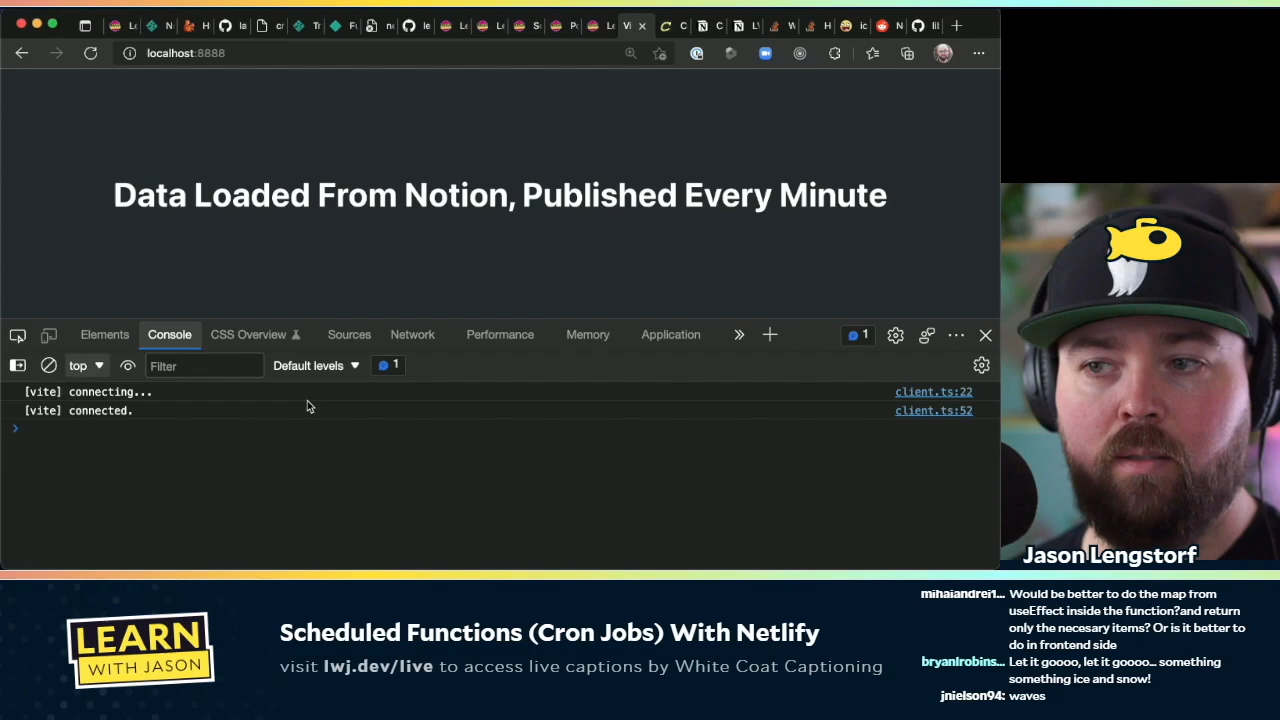 localhost:8888
Data Loaded From Notion, Published Every Minute
Elements Console CSS Overview Sources Network Performance Memory Application 1
top Filter Default levels 1
[vite] connecting... client.ts:22
[vite] connected. client.ts:52
Jason Lengstorf
LEARN
WITH JASON
Scheduled Functions (Cron Jobs) With Netlify
visit lwj.dev/live to access live captions by White Coat Captioning
mihaiandrei1... Would be better to do the map from
useEffect inside the function?and return
only the necesary items? Or is it better to
do in frontend side
bryanlrobins... Let it goooo, let it goooo... something
something ice and snow!
jnielson94: waves